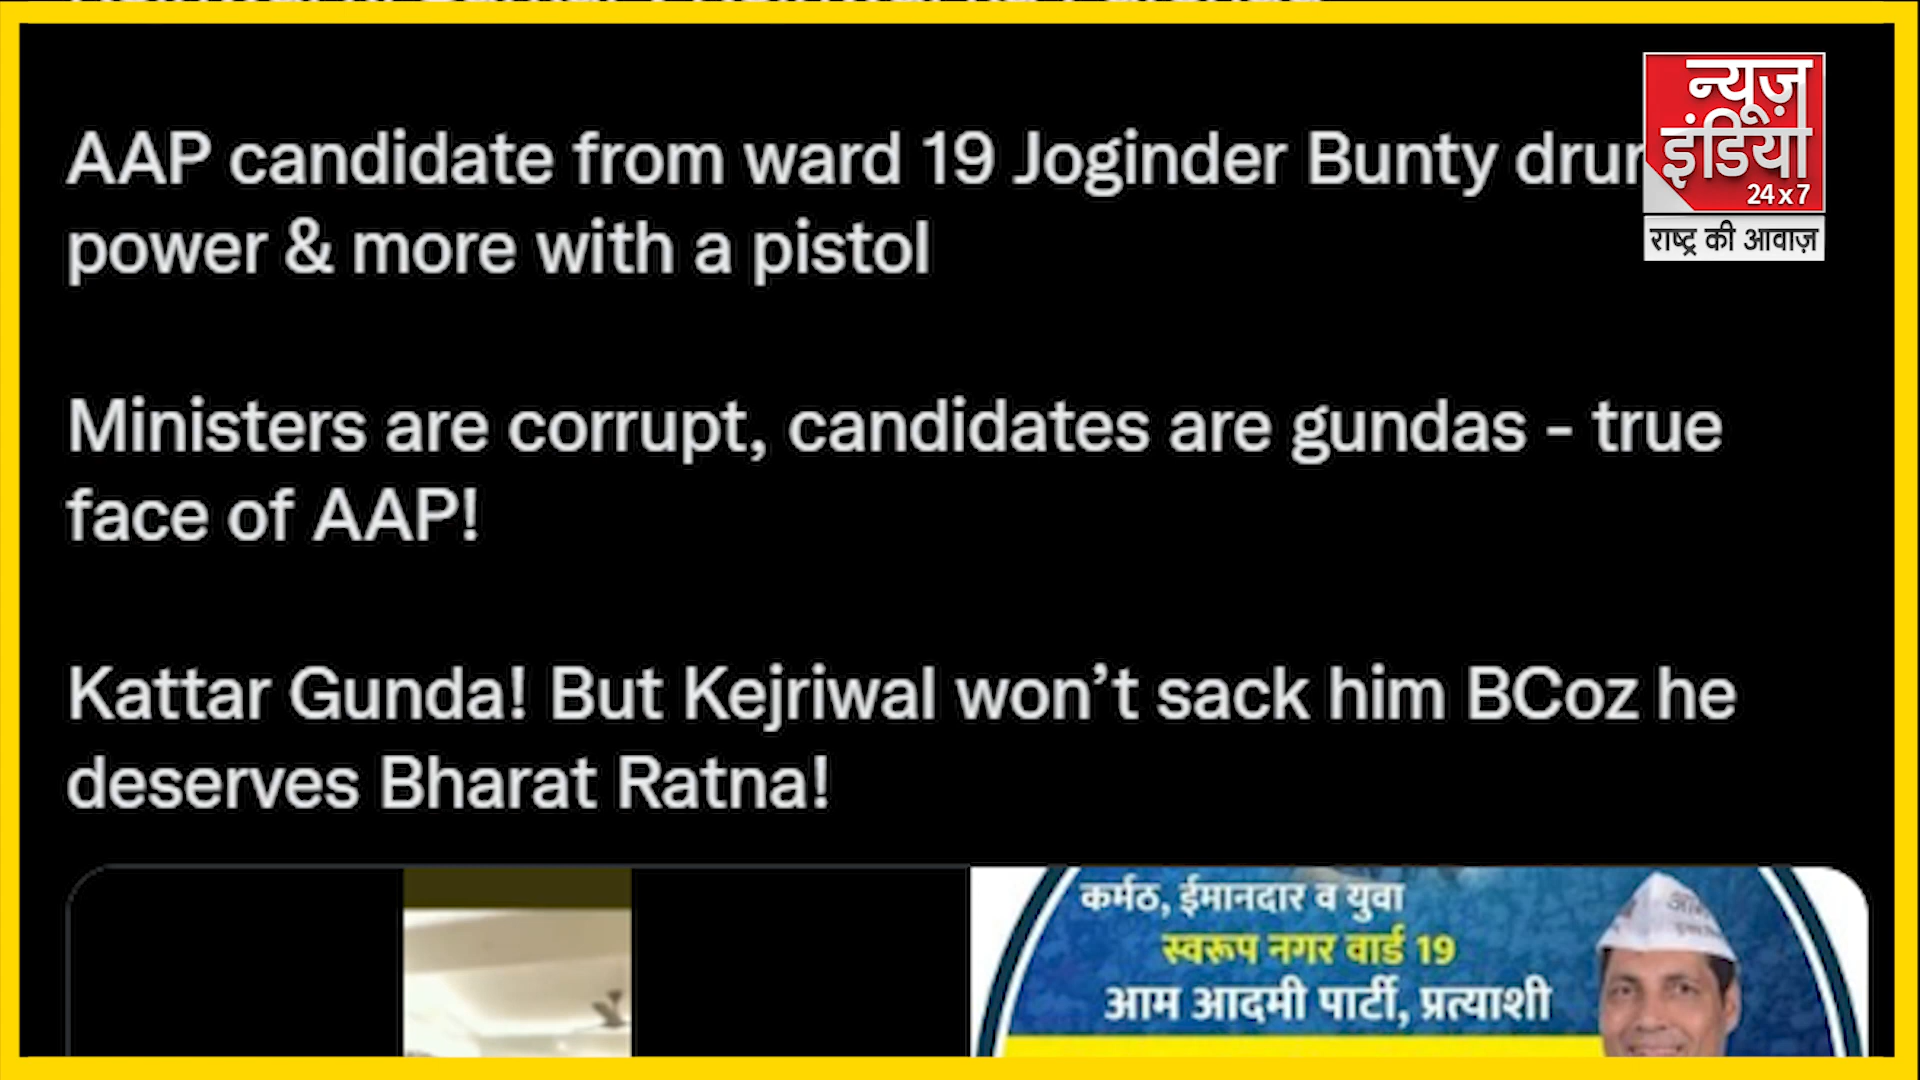 AAP candidate from ward 19 Joginder Bunty
power & more with a pistol
Ministers are corrupt, candidates are gundas - true
face of AAP!
Kattar Gunda! But Kejriwal won’t sack him BCoz he
deserves Bharat Ratna!
न्यूज़
इंडिया
24x7
राष्ट्र की आवाज़
कर्मठ, ईमानदार व युवा
स्वरूप नगर वार्ड 19
आम आदमी पार्टी, प्रत्याशी